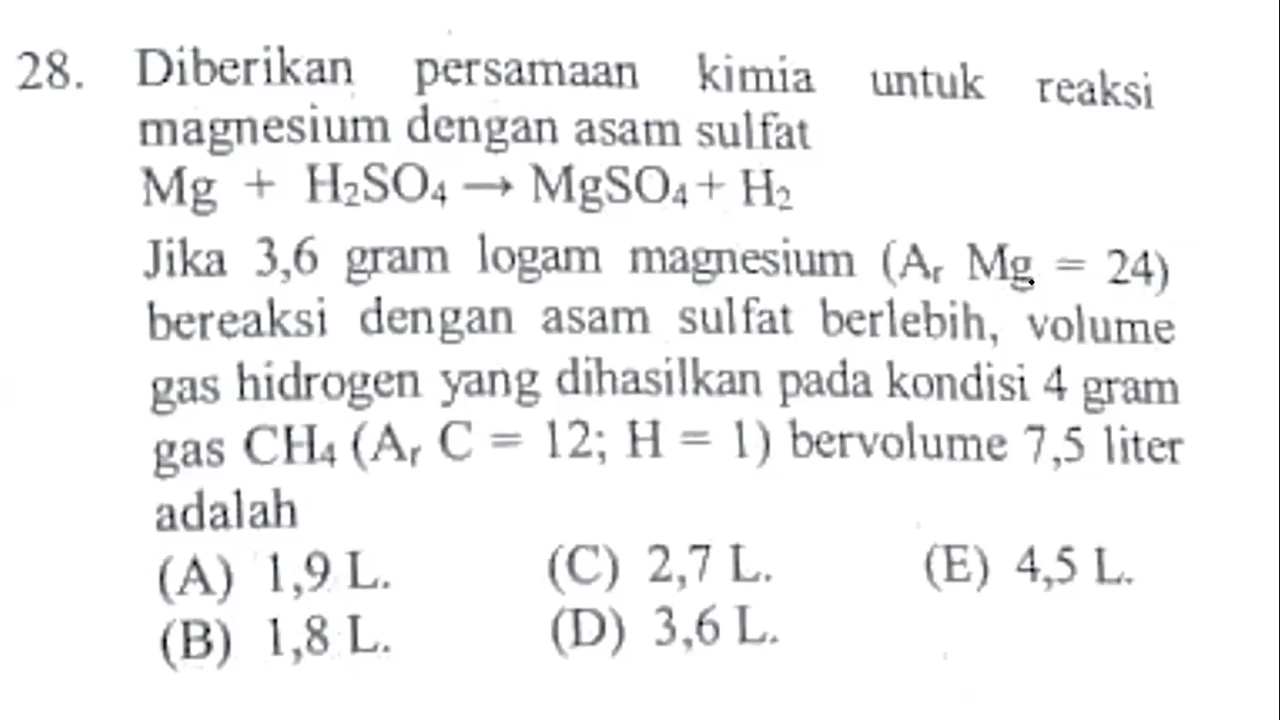 28. Diberikan persamaan kimia untuk reaksi
magnesium dengan asam sulfat
Mg + H₂SO₄ → MgSO₄ + H₂
Jika 3,6 gram logam magnesium (Aᵣ Mg = 24)
bereaksi dengan asam sulfat berlebih, volume
gas hidrogen yang dihasilkan pada kondisi 4 gram
gas CH₄ (Aᵣ C = 12; H = 1) bervolume 7,5 liter
adalah
(A) 1,9 L. (C) 2,7 L. (E) 4,5 L.
(B) 1,8 L. (D) 3,6 L.